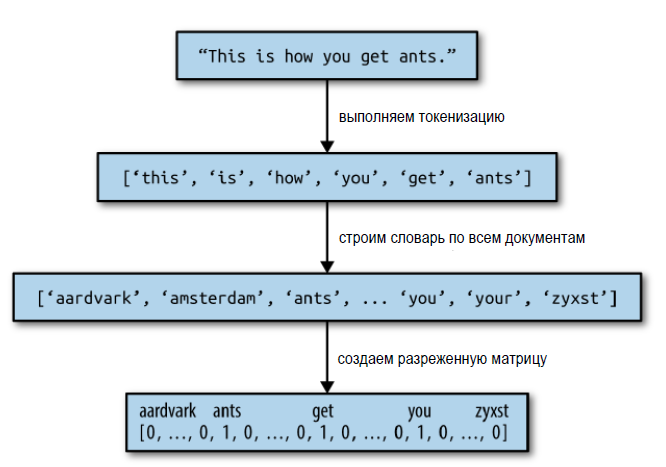 “This is how you get ants.”
выполняем токенизацию
[‘this’, ‘is’, ‘how’, ‘you’, ‘get’, ‘ants’]
строим словарь по всем документам
[‘aardvark’, ‘amsterdam’, ‘ants’, ... ‘you’, ‘your’, ‘zyxst’]
создаем разреженную матрицу
aardvark ants get you zyxst
[0, ..., 0, 1, 0, ..., 0, 1, 0, ..., 0, 1, 0, ..., 0]